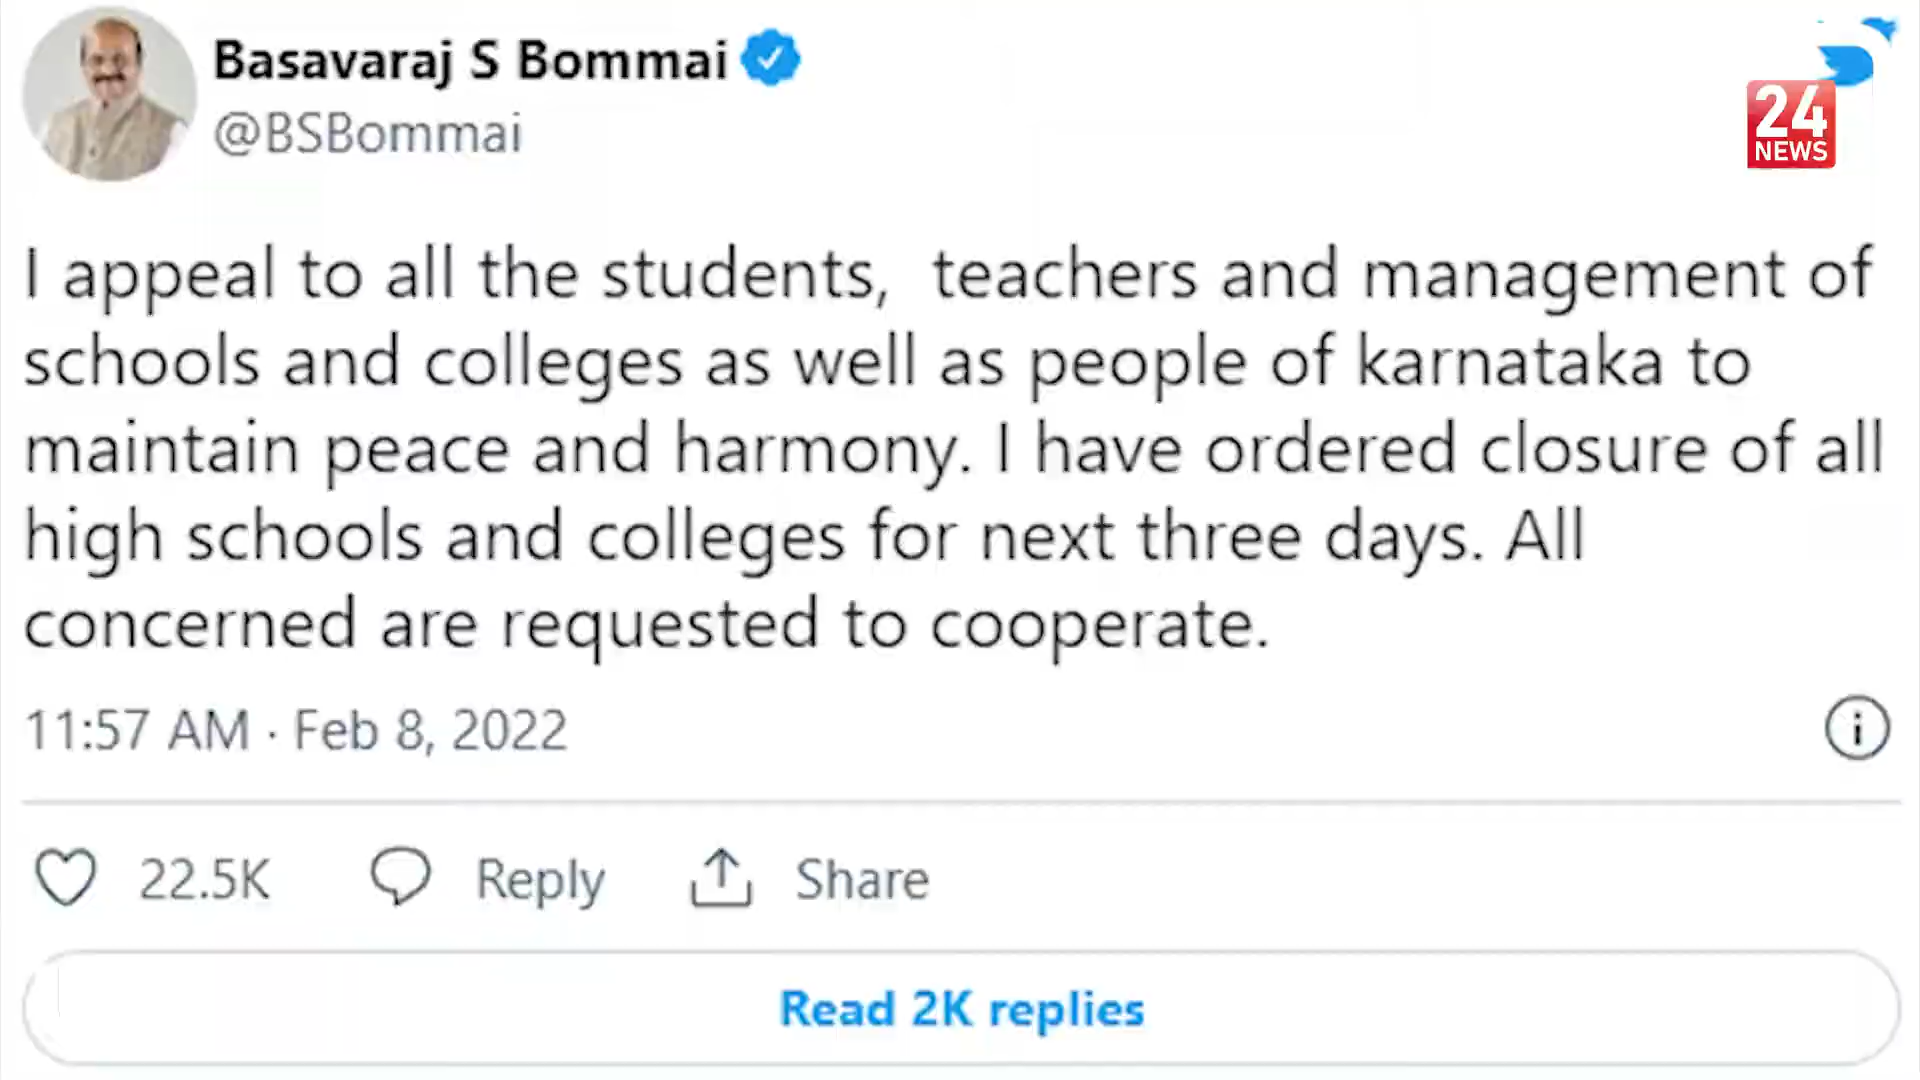 Basavaraj S Bommai
@BSBommai
24
NEWS
I appeal to all the students,  teachers and management of
schools and colleges as well as people of karnataka to
maintain peace and harmony. I have ordered closure of all
high schools and colleges for next three days. All
concerned are requested to cooperate.
11:57 AM · Feb 8, 2022
22.5K Reply Share
Read 2K replies